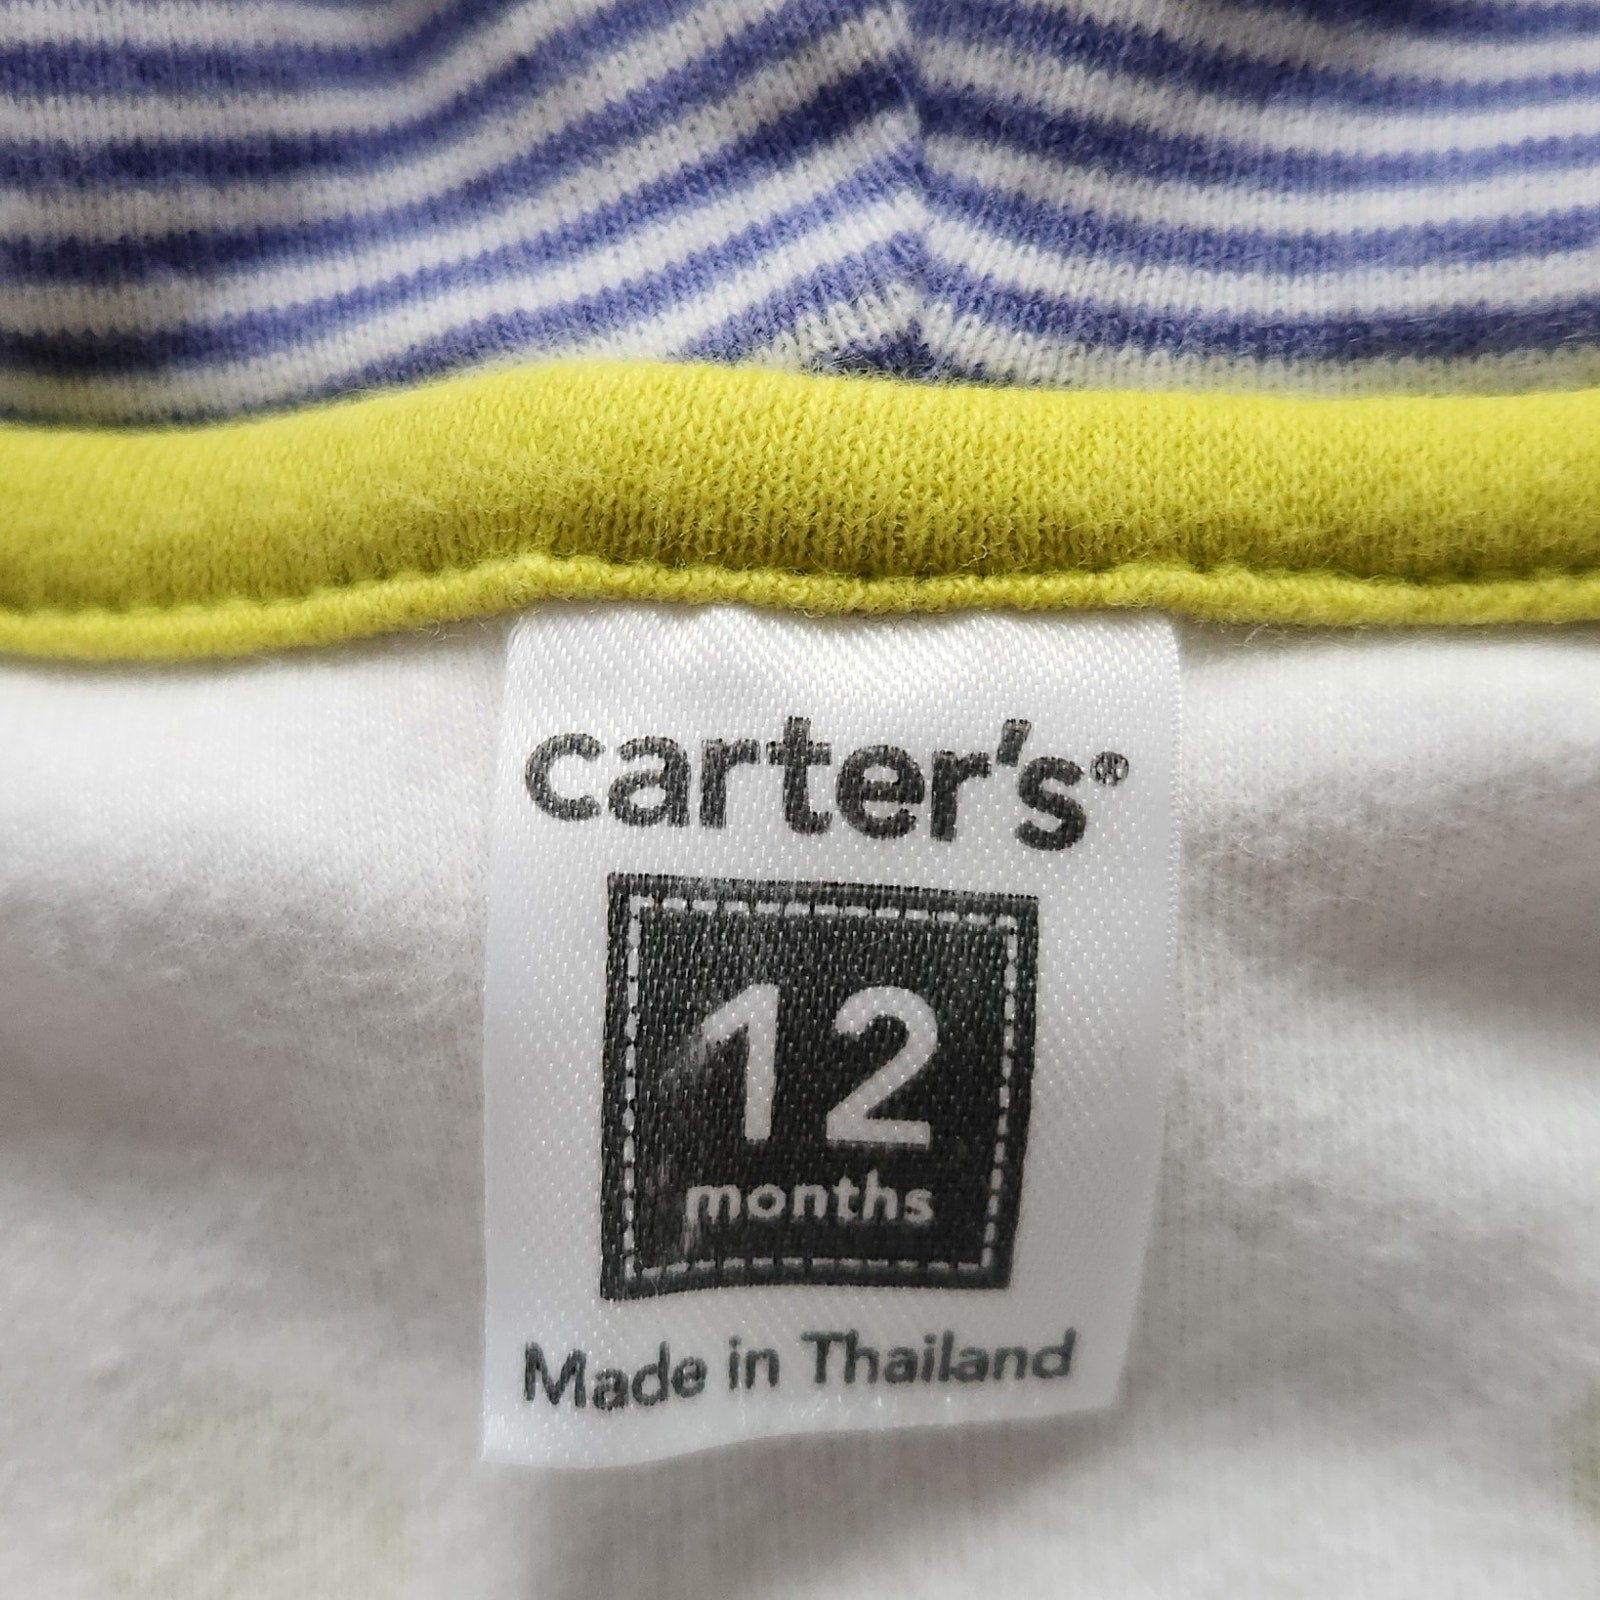 carter's®
12
months
Made in Thailand